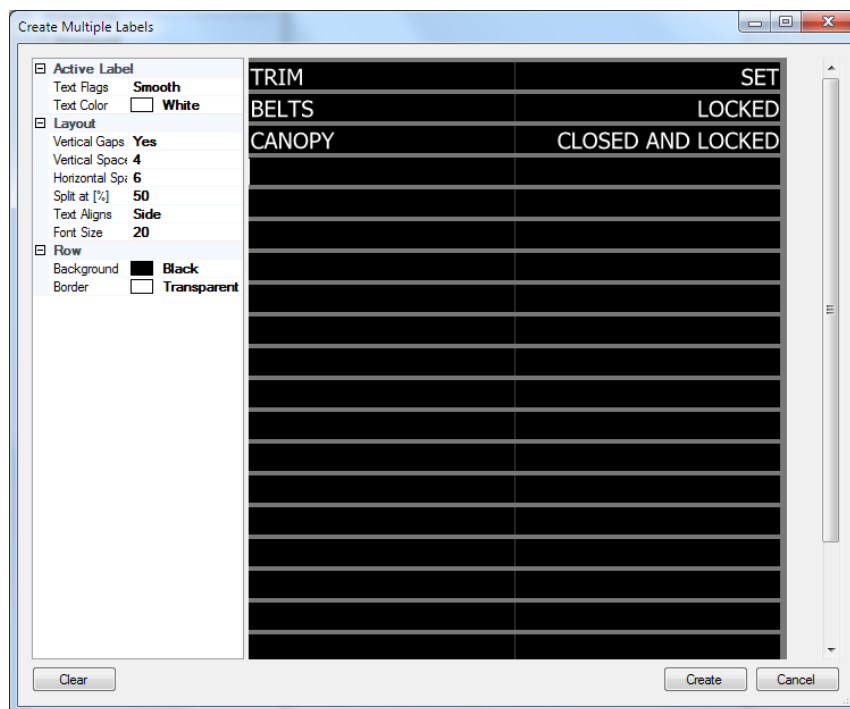 Create Multiple Labels
Active Label
Text Flags Smooth
Text Color White
Layout
Vertical Gaps Yes
Vertical Space 4
Horizontal Spa 6
Split at [%] 50
Text Aligns Side
Font Size 20
Row
Background Black
Border Transparent
TRIM SET
BELTS LOCKED
CANOPY CLOSED AND LOCKED
Clear Create Cancel